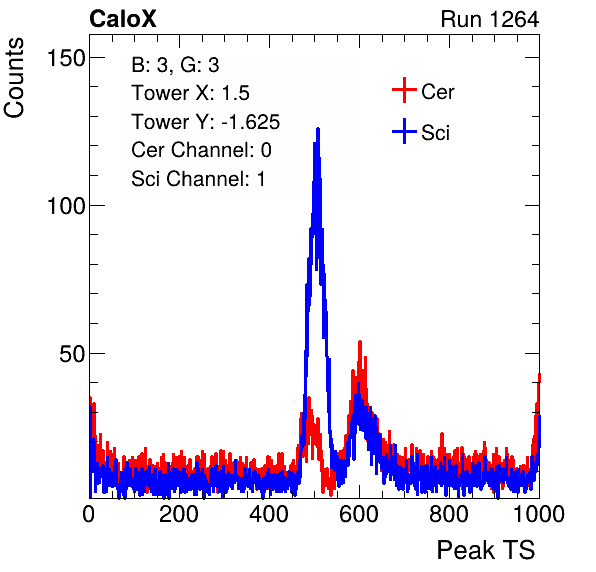 CaloX Run 1264
Counts
150
100
50
B: 3, G: 3
Tower X: 1.5
Tower Y: -1.625
Cer Channel: 0
Sci Channel: 1
Cer
Sci
0 200 400 600 800 1000
Peak TS